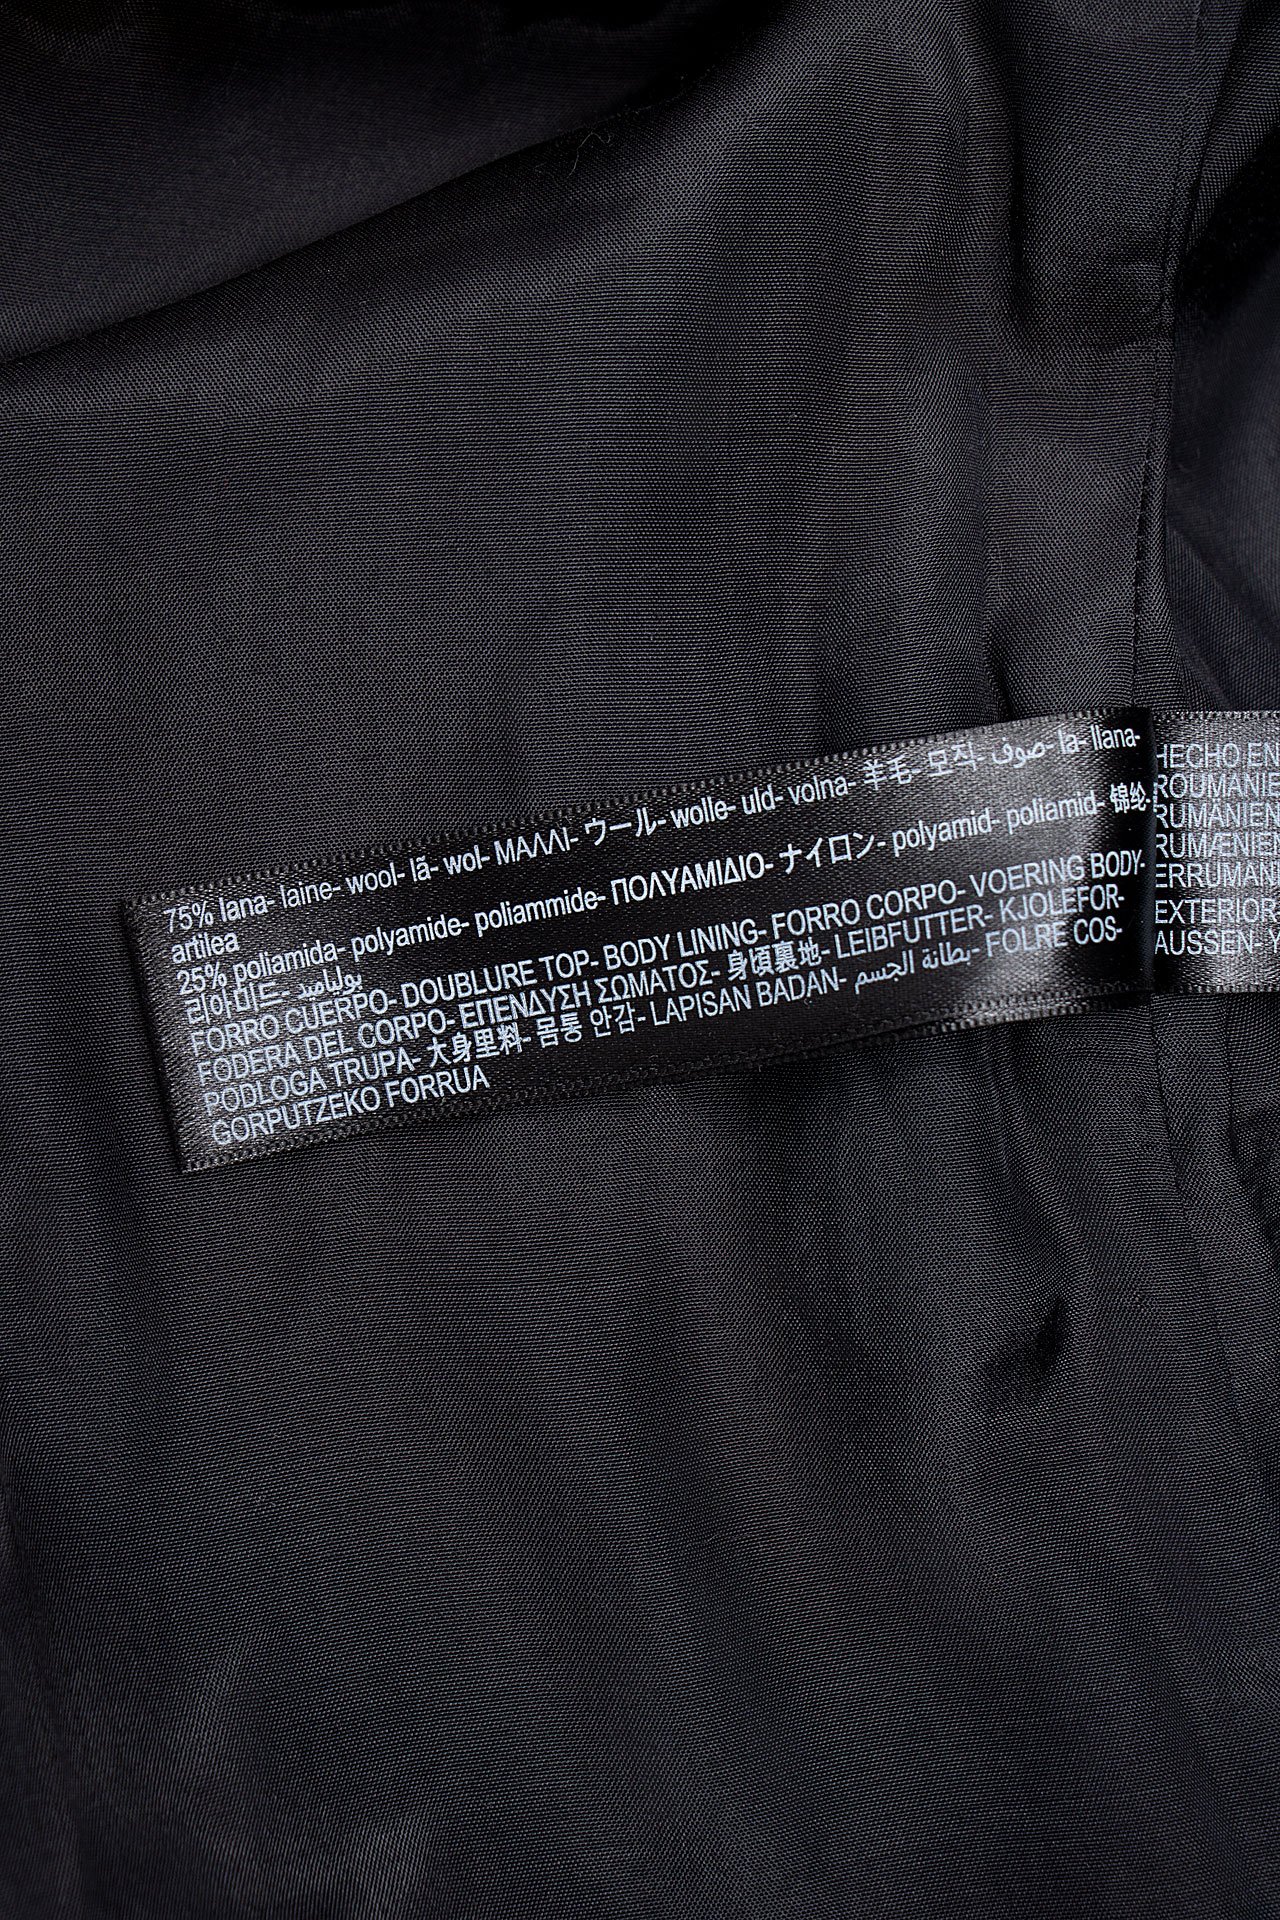 75% lana- laine- wool- lã- wol- ΜΑΛΛΙ- ウール- wolle- uld- volna- 羊毛- 모직- صوف- la- llana-
artilea
25% poliamida- polyamide- poliammide- ΠΟΛΥΑΜΙΔΙΟ- ナイロン- polyamid- poliamid- 锦纶-
리아미드- بولياميد
FORRO CUERPO- DOUBLURE TOP- BODY LINING- FORRO CORPO- VOERING BODY-
FODERA DEL CORPO- ΕΠΕΝΔΥΣΗ ΣΩΜΑΤΟΣ- 身頃裏地- LEIBFUTTER- KJOLEFOR-
PODLOGA TRUPA- 大身里料- 몸통 안감- LAPISAN BADAN- بطانة الجسم- FOLRE COS-
GORPUTZEKO FORRUA
HECHO EN
ROUMANIE
RUMANIEN
RUMÆNIEN
ERRUMANI
EXTERIOR
AUSSEN-